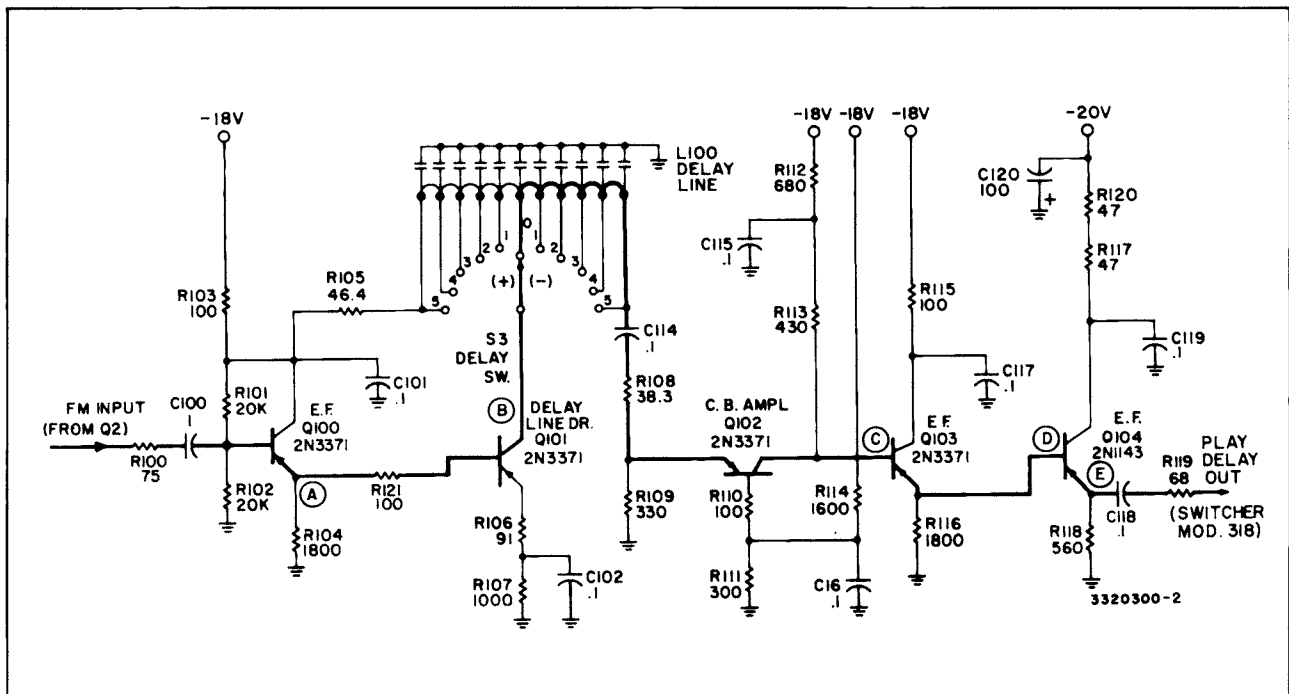 -18V
-18V
-18V
-18V
-20V
L100
DELAY
LINE
R112
680
C120
100
+
R120
47
C115
.1
R117
47
5
4
3
2
1
0
1
2
3
4
5
(+)
(-)
R103
100
R105
46.4
R113
430
R115
100
C114
.1
S3
DELAY
SW.
C101
.1
R108
38.3
C117
.1
C119
.1
FM INPUT
(FROM Q2)
C100
1
R101
20K
E.F.
Q100
2N3371
B
DELAY
LINE DR.
Q101
2N3371
C. B. AMPL
Q102
2N3371
C
E.F.
Q103
2N3371
D
E.F.
Q104
2N1143
E
PLAY
DELAY
OUT
R119
68
(SWITCHER
MOD. 318)
R100
75
R102
20K
A
R121
100
R104
1800
R106
91
R107
1000
C102
.1
R109
330
R110
100
R111
300
R114
1600
C16
.1
R116
1800
C118
.1
R118
560
3320300-2